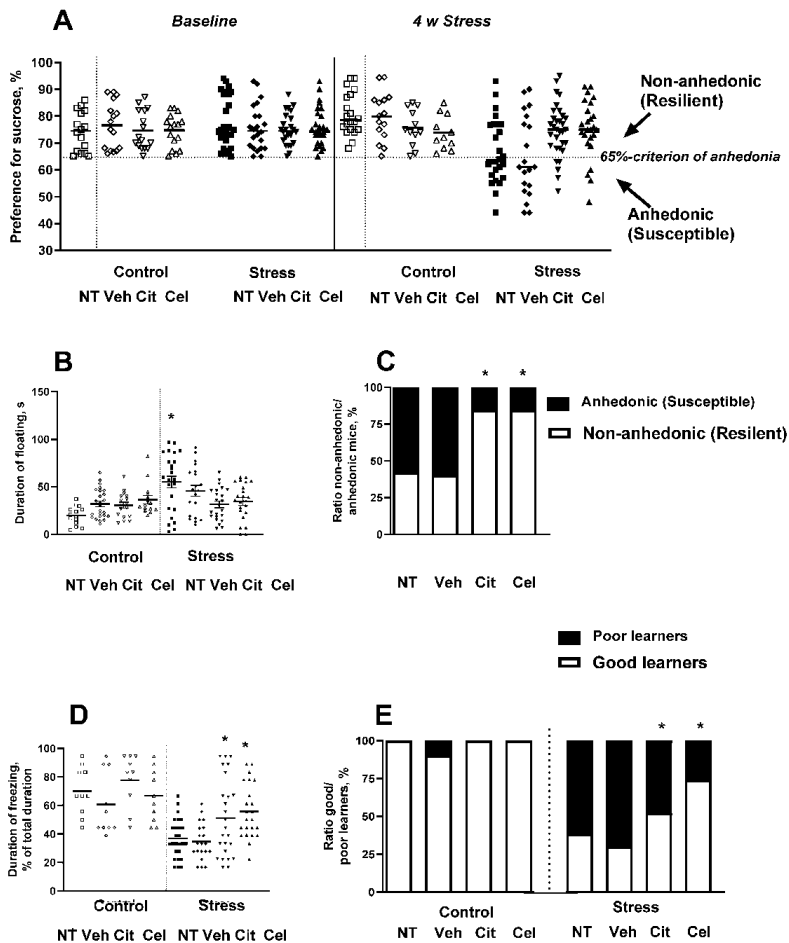 A
Baseline
4 w Stress
Preference for sucrose, %
100
90
80
70
60
50
40
30
Non-anhedonic
(Resilient)
65%-criterion of anhedonia
Anhedonic
(Susceptible)
Control
Stress
Control
Stress
NT Veh Cit Cel
NT Veh Cit Cel
NT Veh Cit Cel
NT Veh Cit Cel
B
Duration of floating, s
150
100
50
0
*
Control
Stress
NT Veh Cit Cel NT Veh Cit Cel
C
Ratio non-anhedonic/
anhedonic mice, %
100
75
50
25
0
* *
Anhedonic (Susceptible)
Non-anhedonic (Resilent)
NT Veh Cit Cel
Poor learners
Good learners
D
Duration of freezing,
% of total duration
100
80
60
40
20
0
* *
Control
Stress
NT Veh Cit Cel NT Veh Cit Cel
E
Ratio good/
poor learners, %
100
75
50
25
0
* *
Control
Stress
NT Veh Cit Cel NT Veh Cit Cel